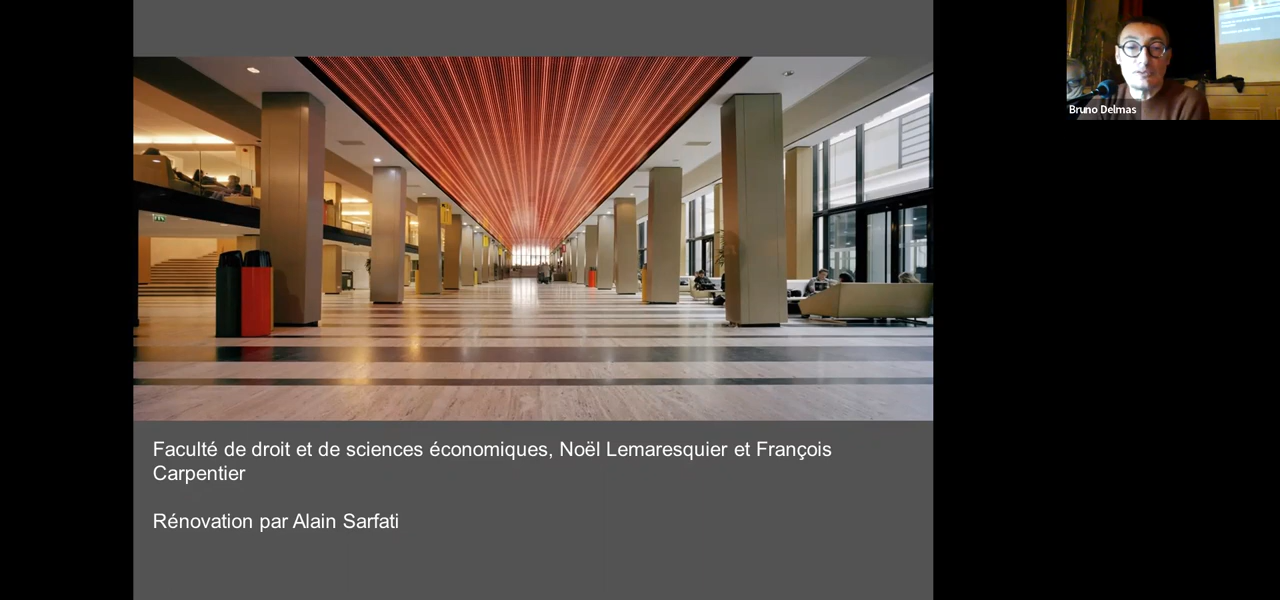 Faculté de droit et de sciences économiques, Noël Lemaresquier et François
Carpentier
Rénovation par Alain Sarfati
Bruno Delmas